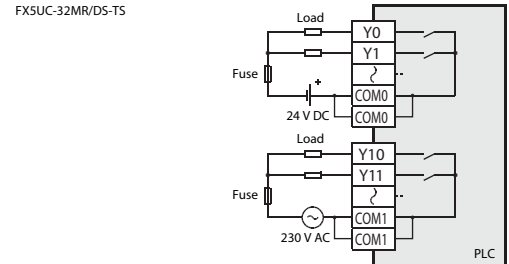 FX5UC-32MR/DS-TS
Load
Y0
Y1
Fuse
+
COM0
24 V DC
COM0
Load
Y10
Y11
Fuse
COM1
230 V AC
COM1
PLC